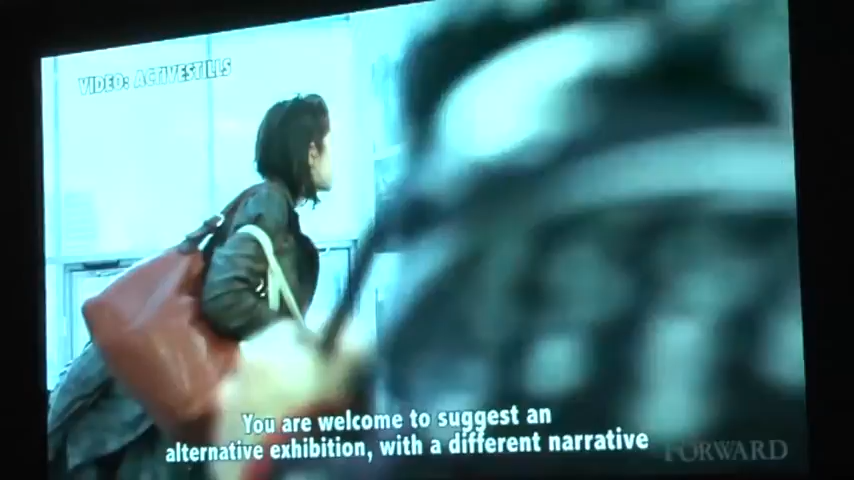 VIDEO: ACTIVESTILLS
You are welcome to suggest an
alternative exhibition, with a different narrative
FORWARD